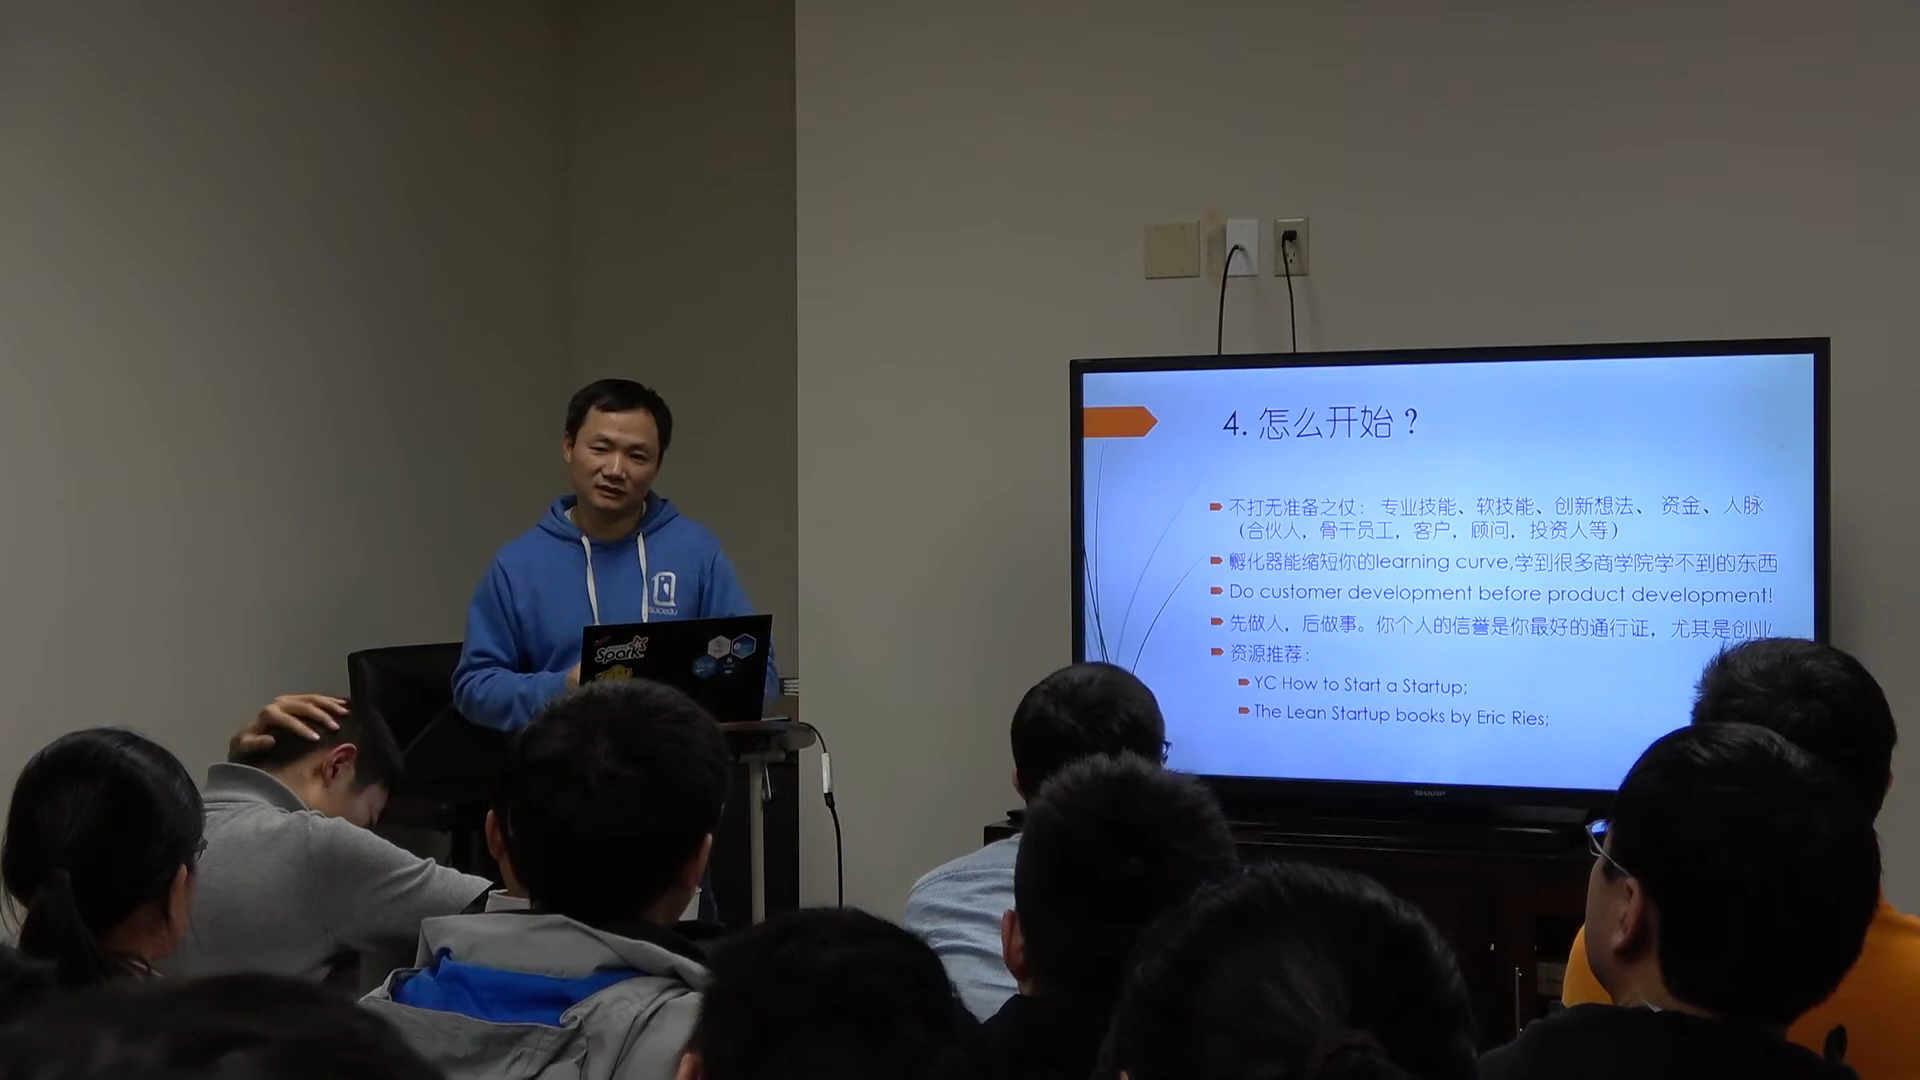 4. 怎么开始？
不打无准备之仗： 专业技能、软技能、创新想法、 资金、人脉
（合伙人，骨干员工，客户，顾问，投资人等）
孵化器能缩短你的learning curve,学到很多商学院学不到的东西
Do customer development before product development!
先做人，后做事。你个人的信誉是你最好的通行证，尤其是创业
资源推荐：
YC How to Start a Startup;
The Lean Startup books by Eric Ries;
SHARP
Spark